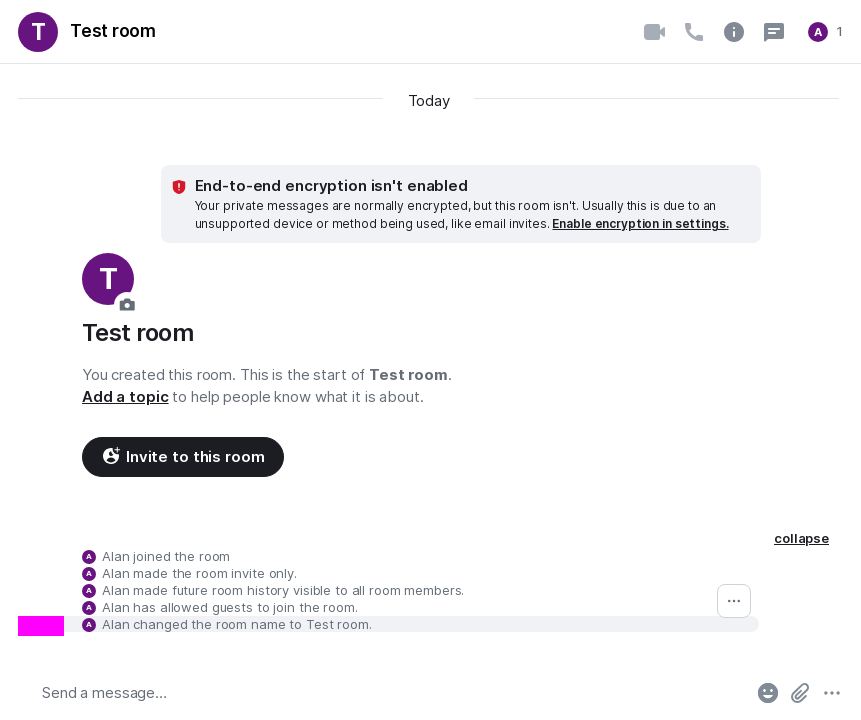 T Test room A 1
Today
End-to-end encryption isn't enabled
Your private messages are normally encrypted, but this room isn't. Usually this is due to an
unsupported device or method being used, like email invites. Enable encryption in settings.
T
Test room
You created this room. This is the start of Test room.
Add a topic to help people know what it is about.
Invite to this room
collapse
A Alan joined the room
A Alan made the room invite only.
A Alan made future room history visible to all room members.
A Alan has allowed guests to join the room.
A Alan changed the room name to Test room.
Send a message…